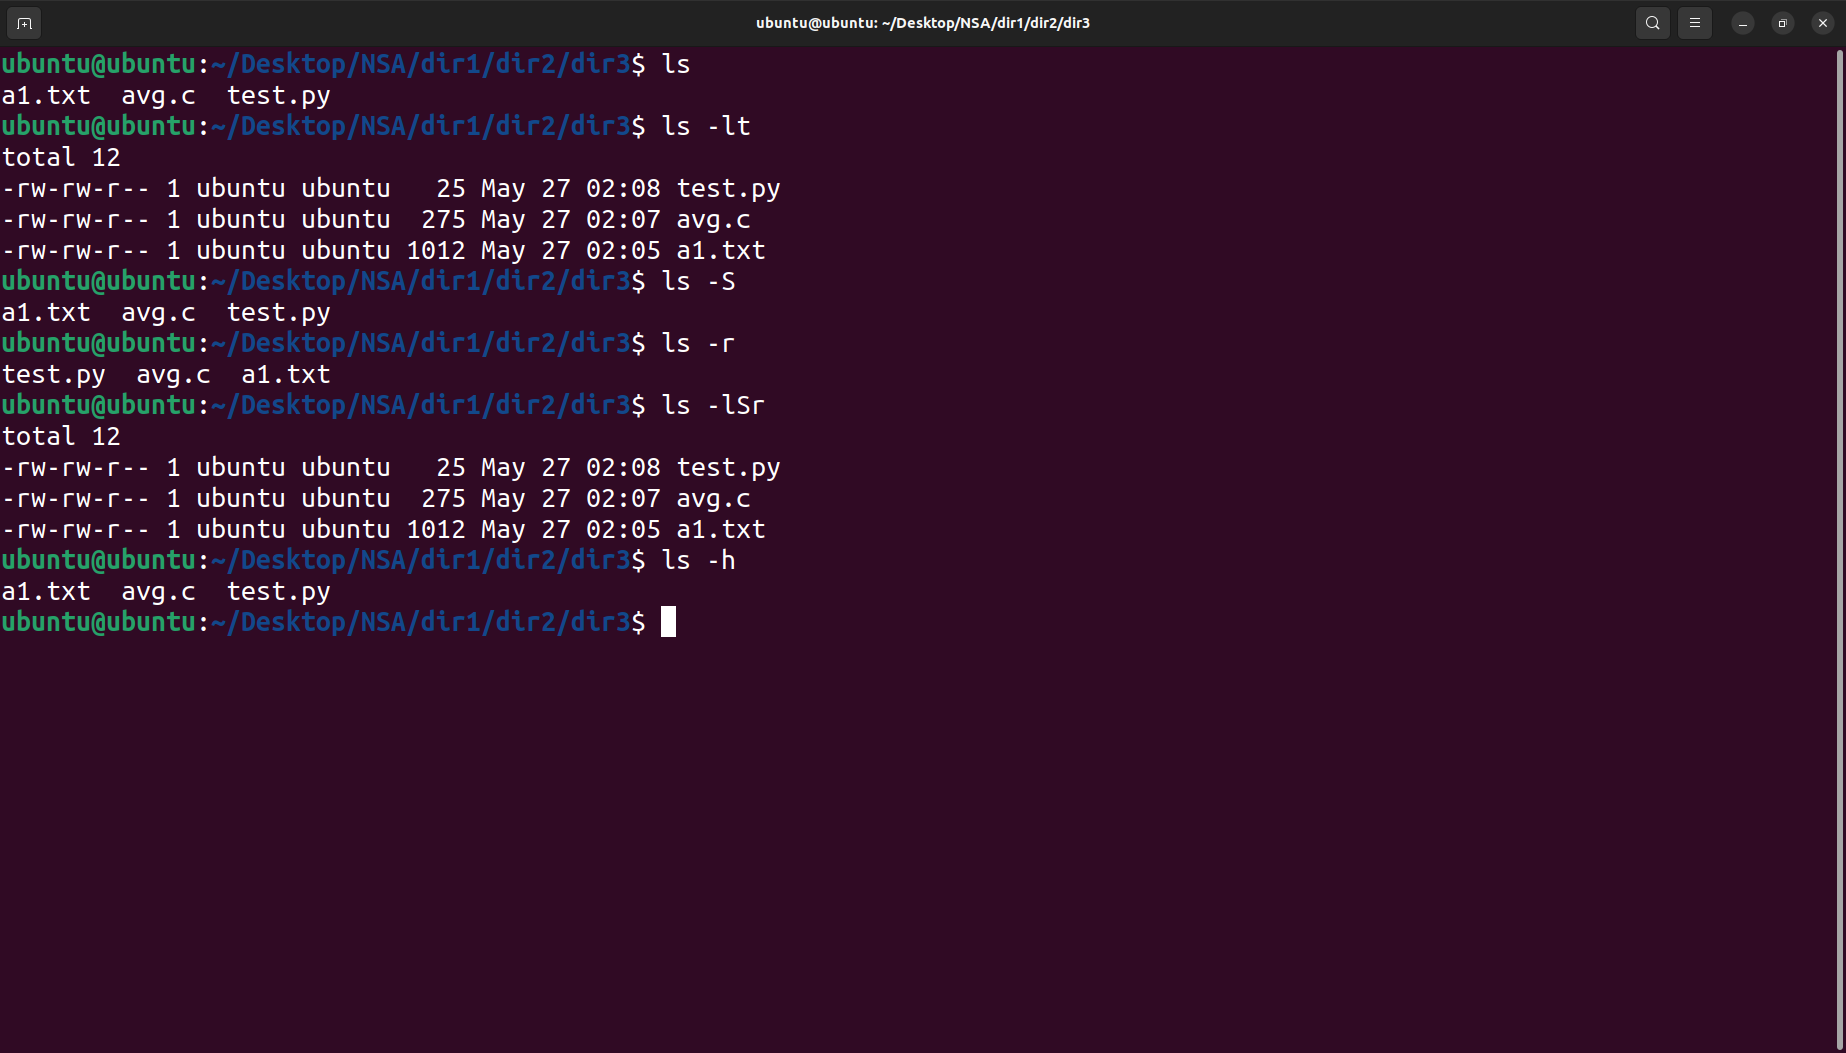 ubuntu@ubuntu: ~/Desktop/NSA/dir1/dir2/dir3
ubuntu@ubuntu:~/Desktop/NSA/dir1/dir2/dir3$ ls
a1.txt  avg.c  test.py
ubuntu@ubuntu:~/Desktop/NSA/dir1/dir2/dir3$ ls -lt
total 12
-rw-rw-r-- 1 ubuntu ubuntu   25 May 27 02:08 test.py
-rw-rw-r-- 1 ubuntu ubuntu  275 May 27 02:07 avg.c
-rw-rw-r-- 1 ubuntu ubuntu 1012 May 27 02:05 a1.txt
ubuntu@ubuntu:~/Desktop/NSA/dir1/dir2/dir3$ ls -S
a1.txt  avg.c  test.py
ubuntu@ubuntu:~/Desktop/NSA/dir1/dir2/dir3$ ls -r
test.py  avg.c  a1.txt
ubuntu@ubuntu:~/Desktop/NSA/dir1/dir2/dir3$ ls -lSr
total 12
-rw-rw-r-- 1 ubuntu ubuntu   25 May 27 02:08 test.py
-rw-rw-r-- 1 ubuntu ubuntu  275 May 27 02:07 avg.c
-rw-rw-r-- 1 ubuntu ubuntu 1012 May 27 02:05 a1.txt
ubuntu@ubuntu:~/Desktop/NSA/dir1/dir2/dir3$ ls -h
a1.txt  avg.c  test.py
ubuntu@ubuntu:~/Desktop/NSA/dir1/dir2/dir3$